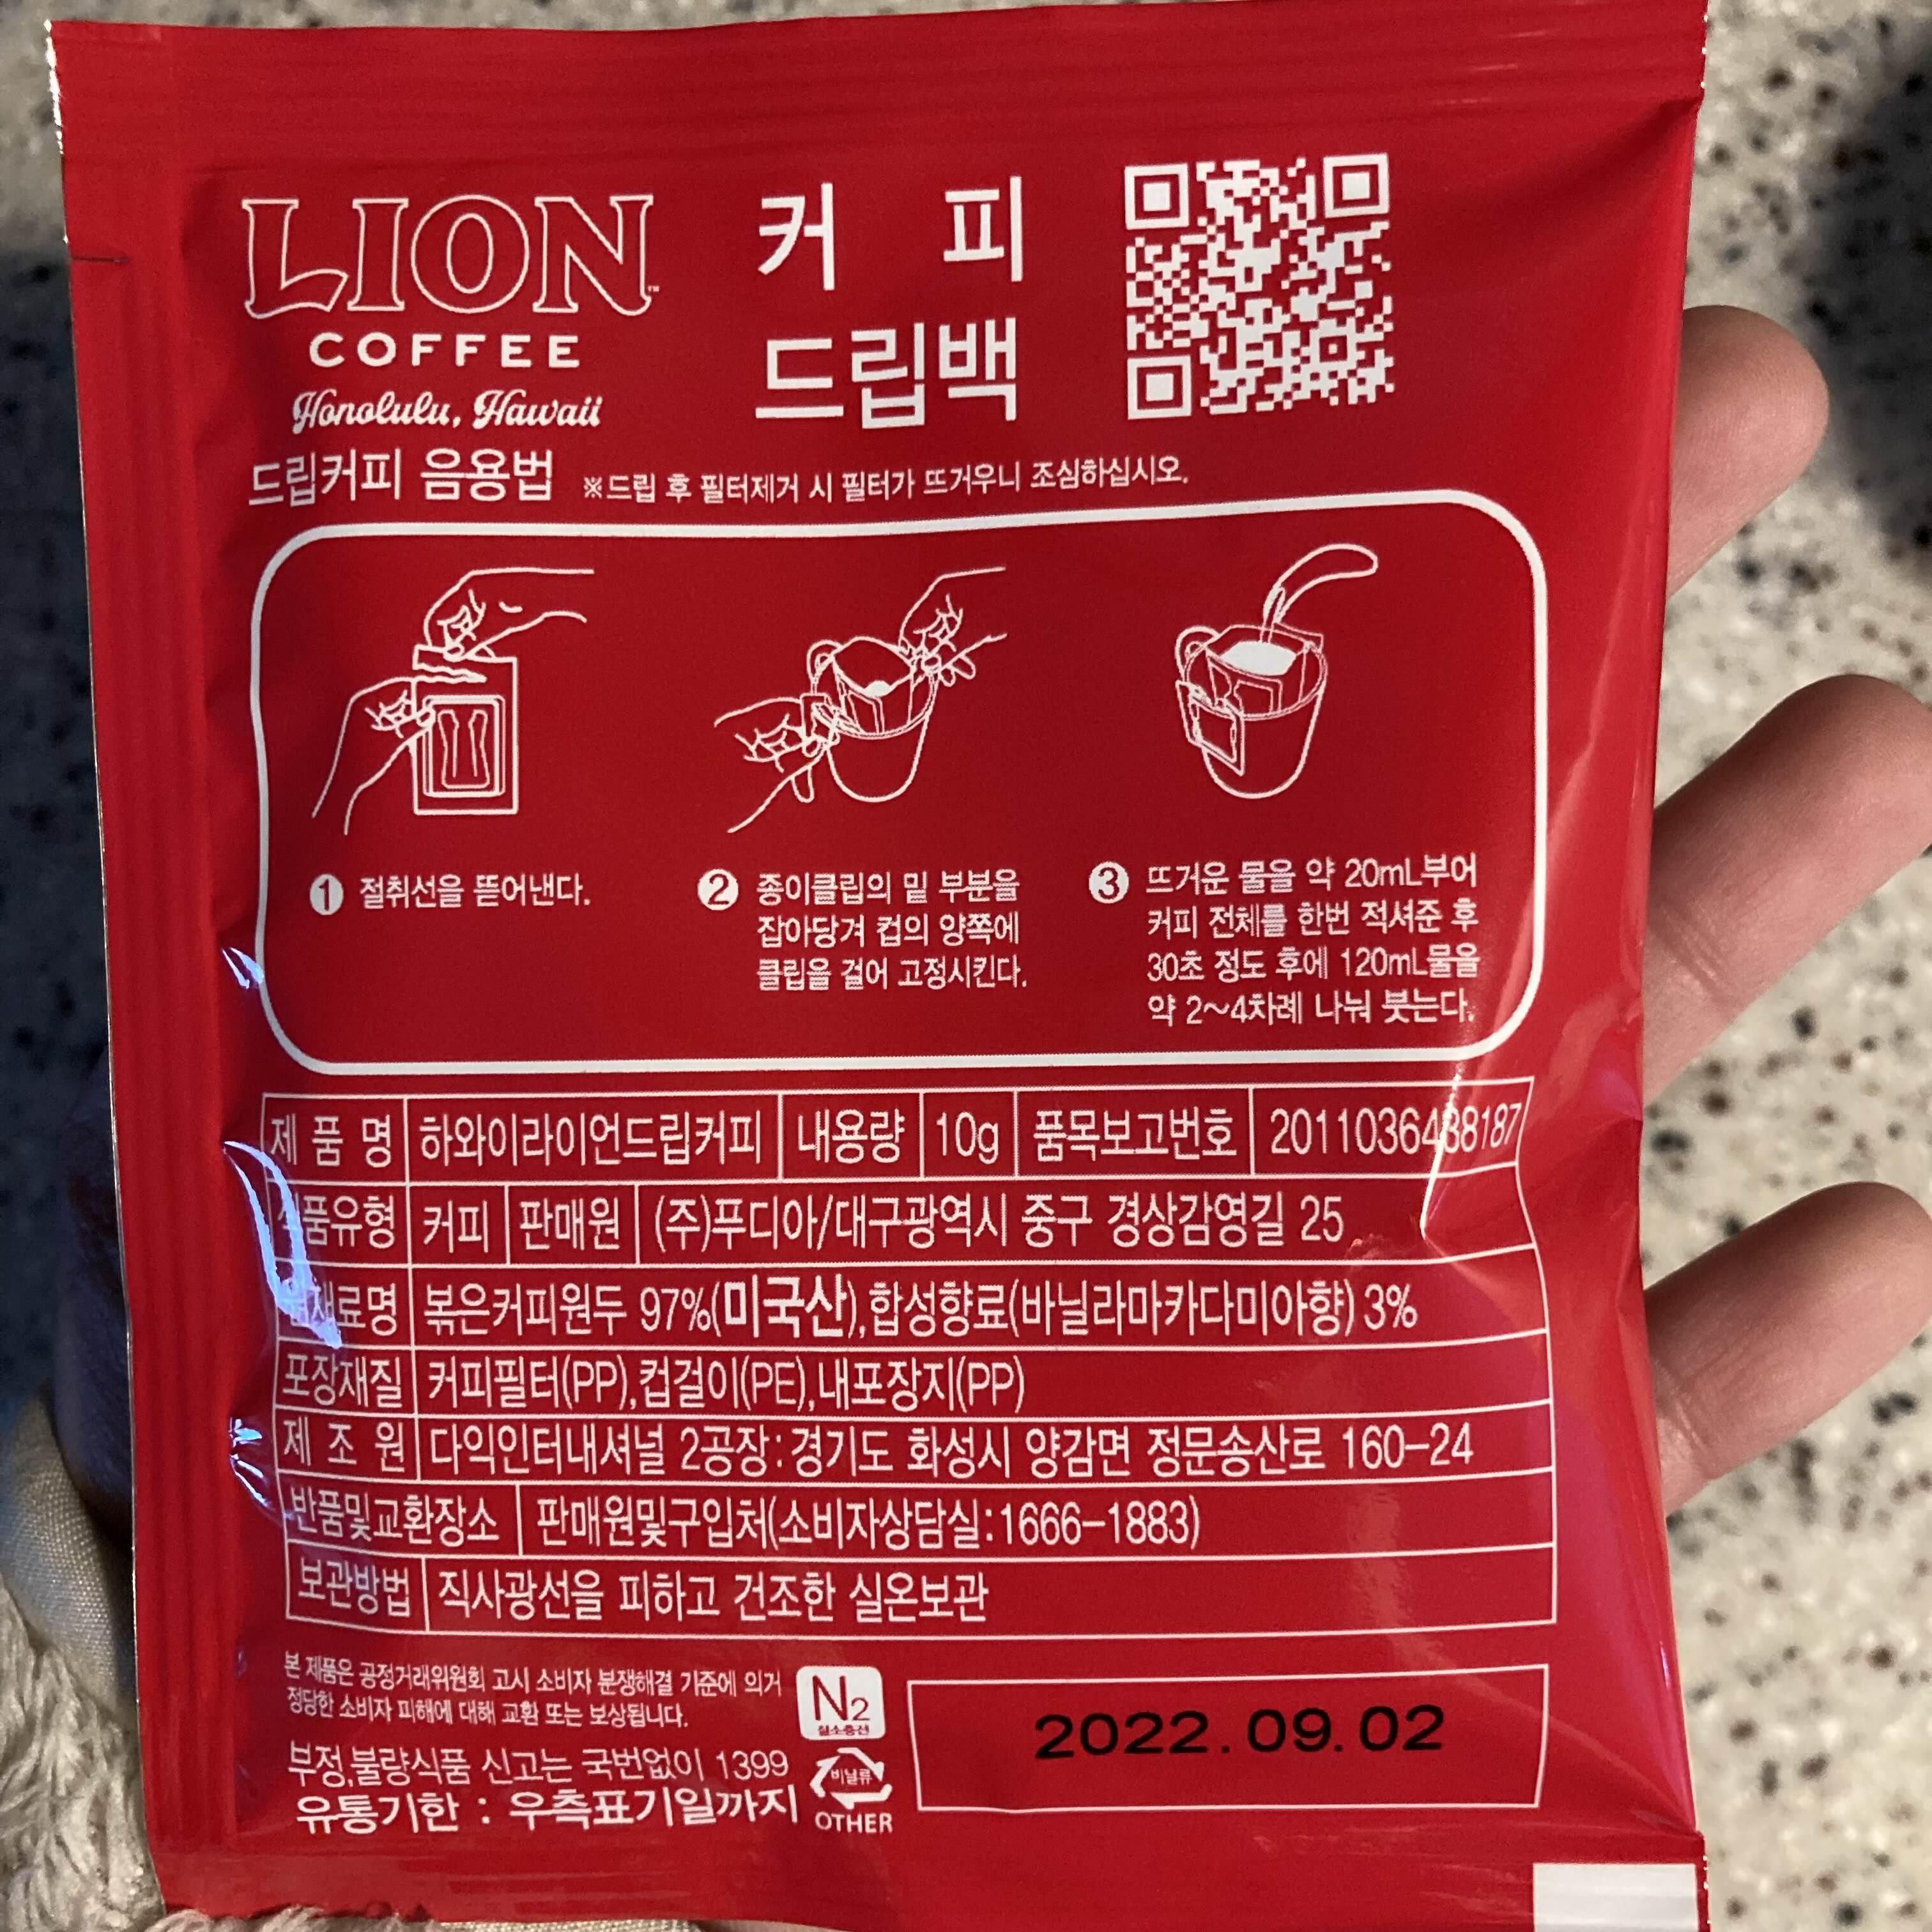 LION
COFFEE
Honolulu, Hawaii
커 피
드립백
드립커피 음용법 ※드립 후 필터제거 시 필터가 뜨거우니 조심하십시오.
1 절취선을 뜯어낸다.
2 종이클립의 밑 부분을
잡아당겨 컵의 양쪽에
클립을 걸어 고정시킨다.
3 뜨거운 물을 약 20mL부어
커피 전체를 한번 적셔준 후
30초 정도 후에 120mL물을
약 2~4차례 나눠 붓는다.
제 품 명 하와이라이언드립커피 내용량 10g 품목보고번호 2011036438187
커피 판매원 (주)푸디아/대구광역시 중구 경상감영길 25
볶은커피원두 97%(미국산),합성향료(바닐라마카다미아향) 3%
포장재질 커피필터(PP),컵걸이(PE),내포장지(PP)
제 조 원 다익인터내셔널 2공장:경기도 화성시 양감면 정문송산로 160-24
반품및교환장소 판매원및구입처(소비자상담실:1666-1883)
보관방법 직사광선을 피하고 건조한 실온보관
본 제품은 공정거래위원회 고시 소비자 분쟁해결 기준에 의거
정당한 소비자 피해에 대해 교환 또는 보상됩니다.
부정,불량식품 신고는 국번없이 1399
유통기한 : 우측표기일까지
N2
질소충전
비닐류
OTHER
2022.09.02